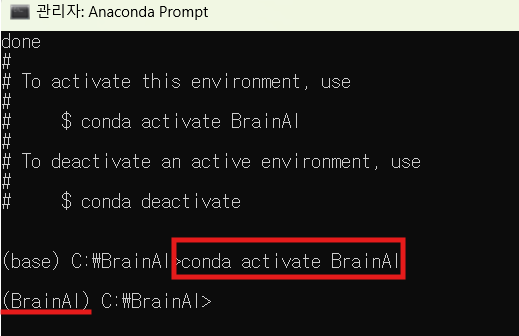 관리자: Anaconda Prompt
done
#
# To activate this environment, use
#
#     $ conda activate BrainAI
#
# To deactivate an active environment, use
#
#     $ conda deactivate
(base) C:₩BrainAI>conda activate BrainAI
(BrainAI) C:₩BrainAI>